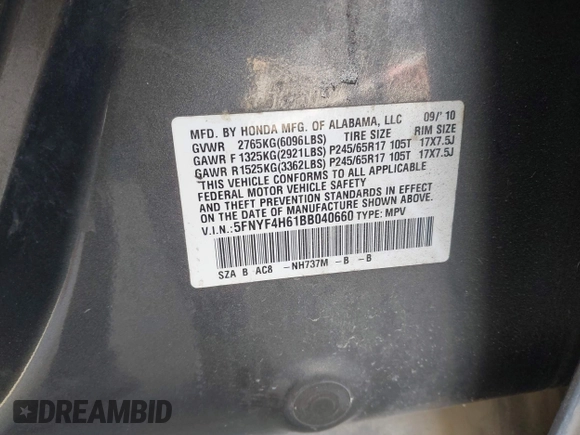 MFD. BY HONDA MFG. OF ALABAMA, LLC 09/' 10
GVWR 2765KG(6096LBS) TIRE SIZE RIM SIZE
GAWR F 1325KG(2921LBS) P245/65R17 105T 17X7.5J
GAWR R 1525KG(3362LBS) P245/65R17 105T 17X7.5J
THIS VEHICLE CONFORMS TO ALL APPLICABLE
FEDERAL MOTOR VEHICLE SAFETY
AND THEFT PREVENTION STANDARDS IN EFFECT
ON THE DATE OF MANUFACTURE SHOWN ABOVE.
V.I.N.: 5FNYF4H61BB040660 TYPE: MPV
SZA B AC8 -NH737M -B -B
DREAMBID